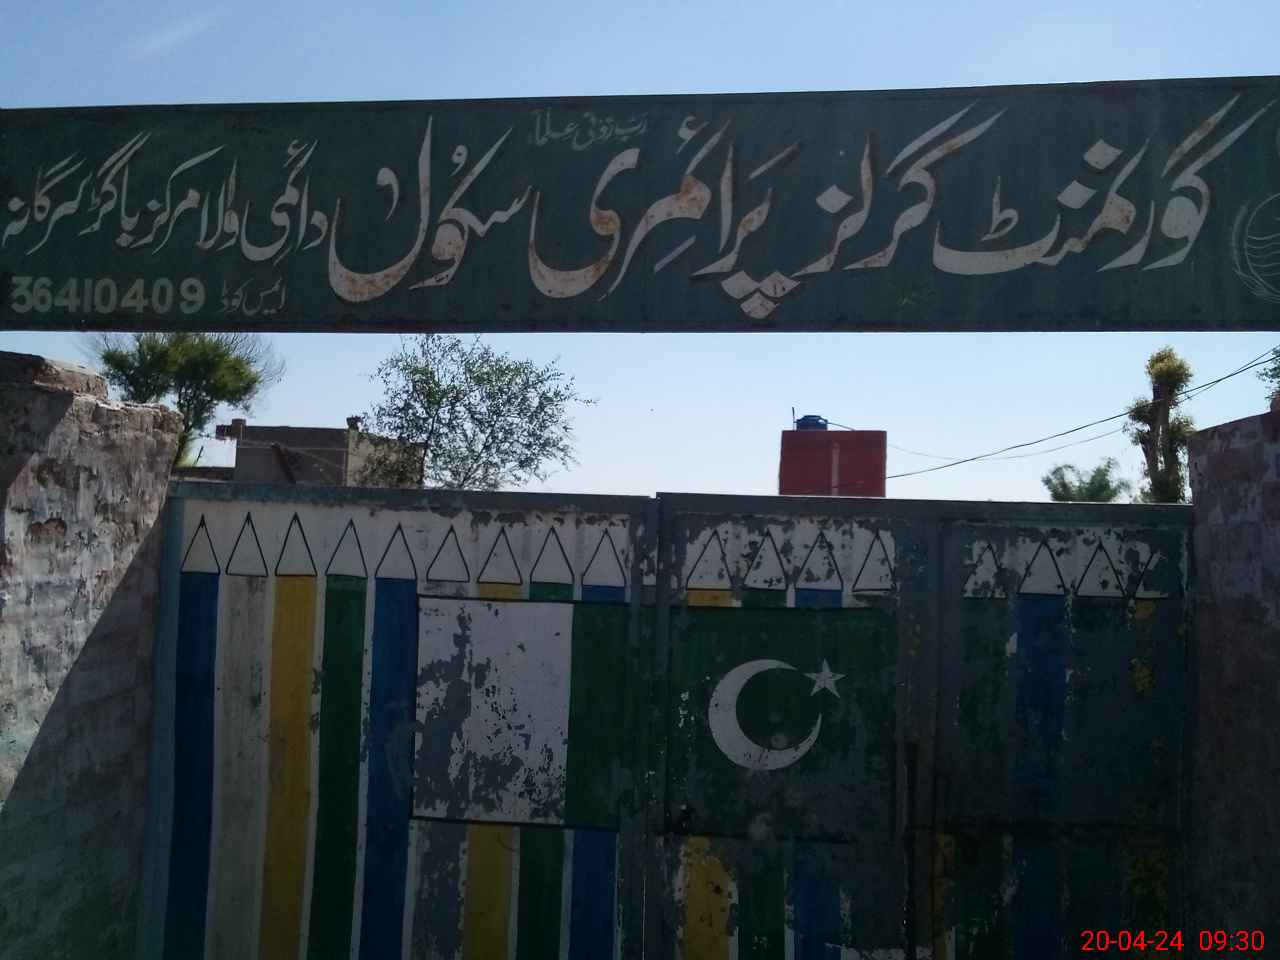 رب زدنی علماً
گورنمنٹ گرلز پرائمری سکول دائمی والا مرکز باگڑ سرگانہ
ایمس کوڈ 36410409
20-04-24 09:30